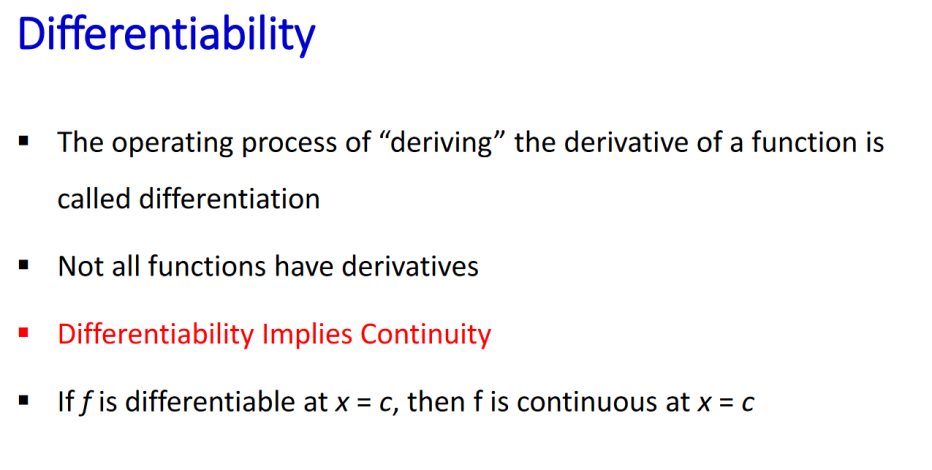 Differentiability
▪ The operating process of “deriving” the derivative of a function is
called differentiation
▪ Not all functions have derivatives
▪ Differentiability Implies Continuity
▪ If f is differentiable at x = c, then f is continuous at x = c